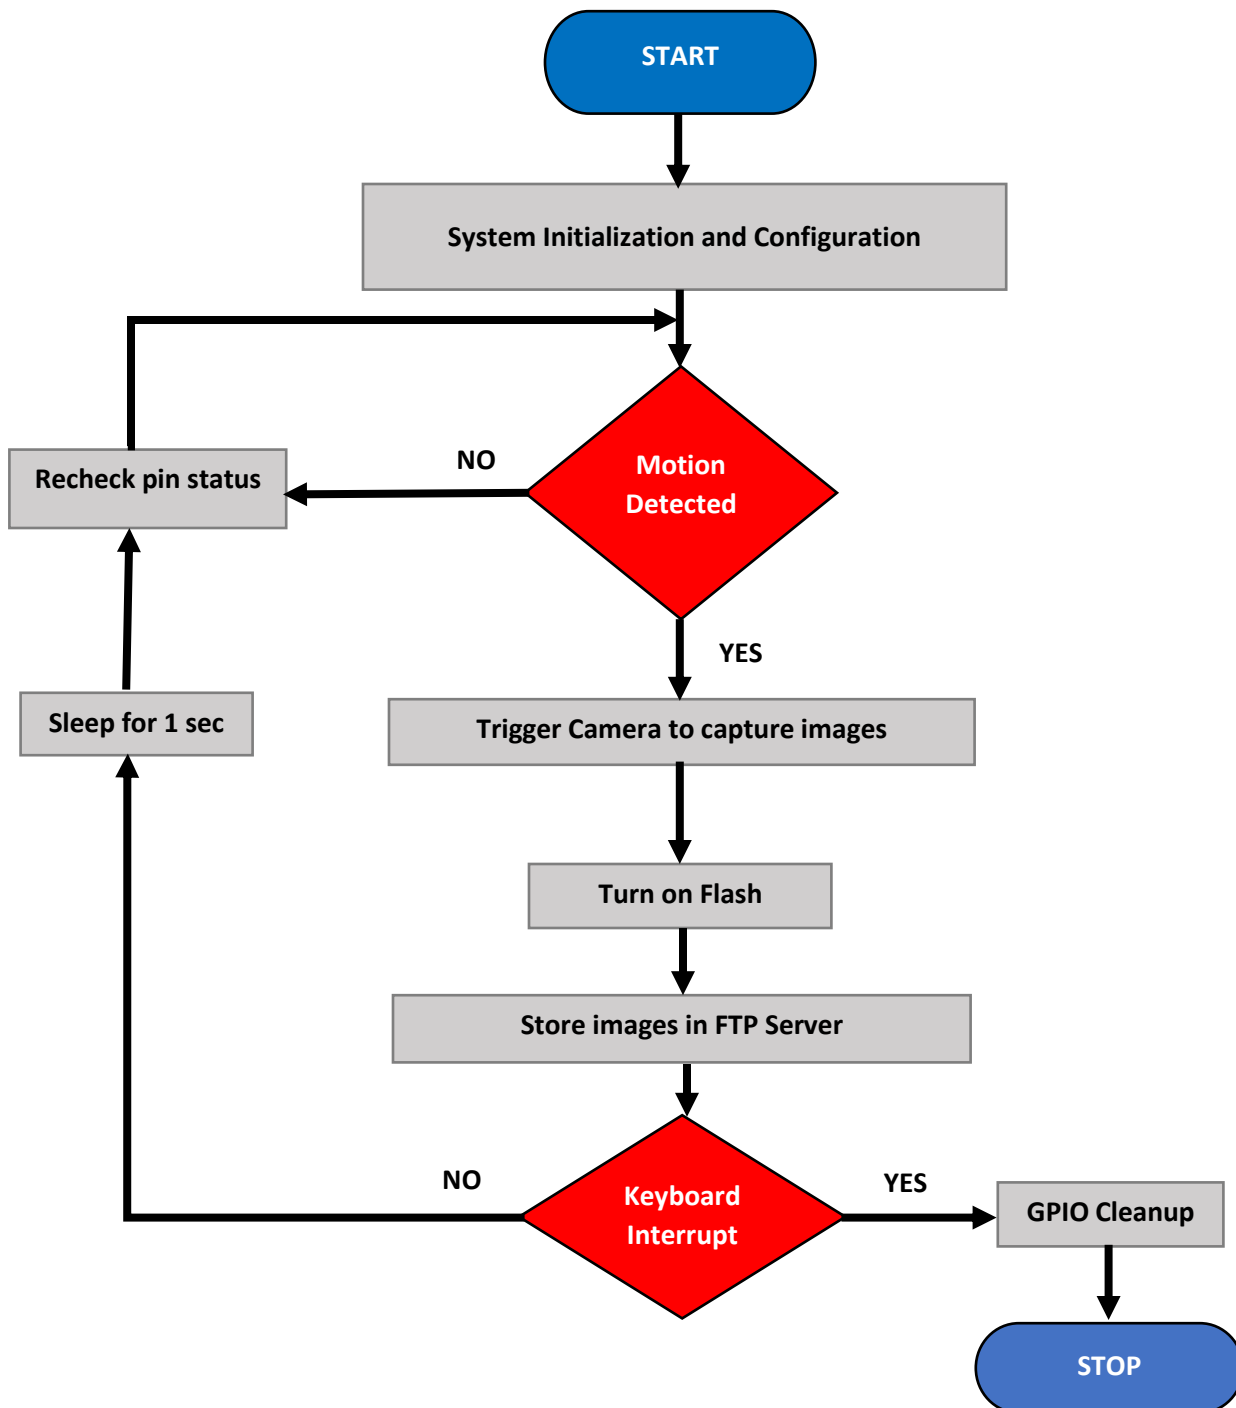 START
System Initialization and Configuration
Recheck pin status
NO
Motion
Detected
YES
Sleep for 1 sec
Trigger Camera to capture images
Turn on Flash
Store images in FTP Server
NO
Keyboard
Interrupt
YES
GPIO Cleanup
STOP